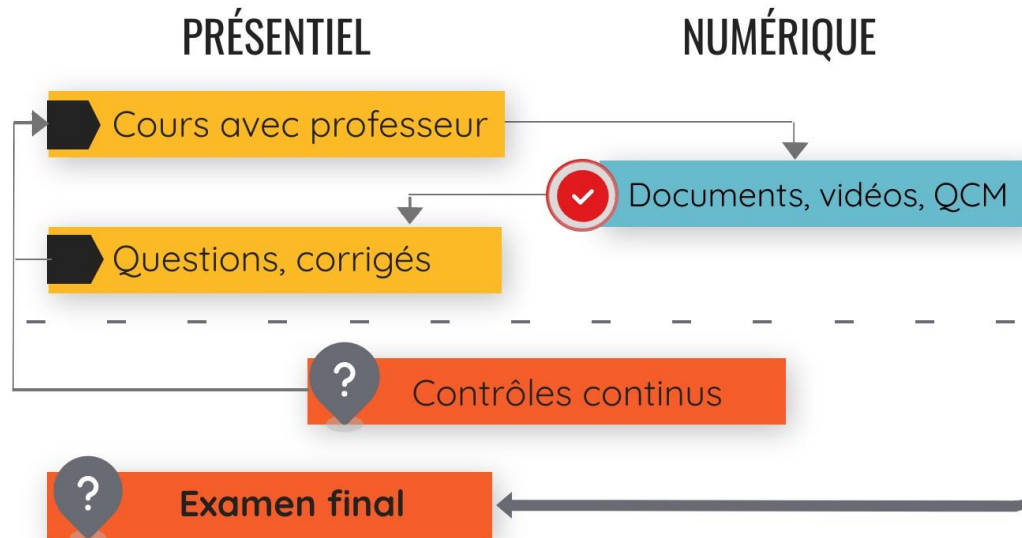 PRÉSENTIEL
NUMÉRIQUE
Cours avec professeur
Documents, vidéos, QCM
Questions, corrigés
?
Contrôles continus
?
Examen final